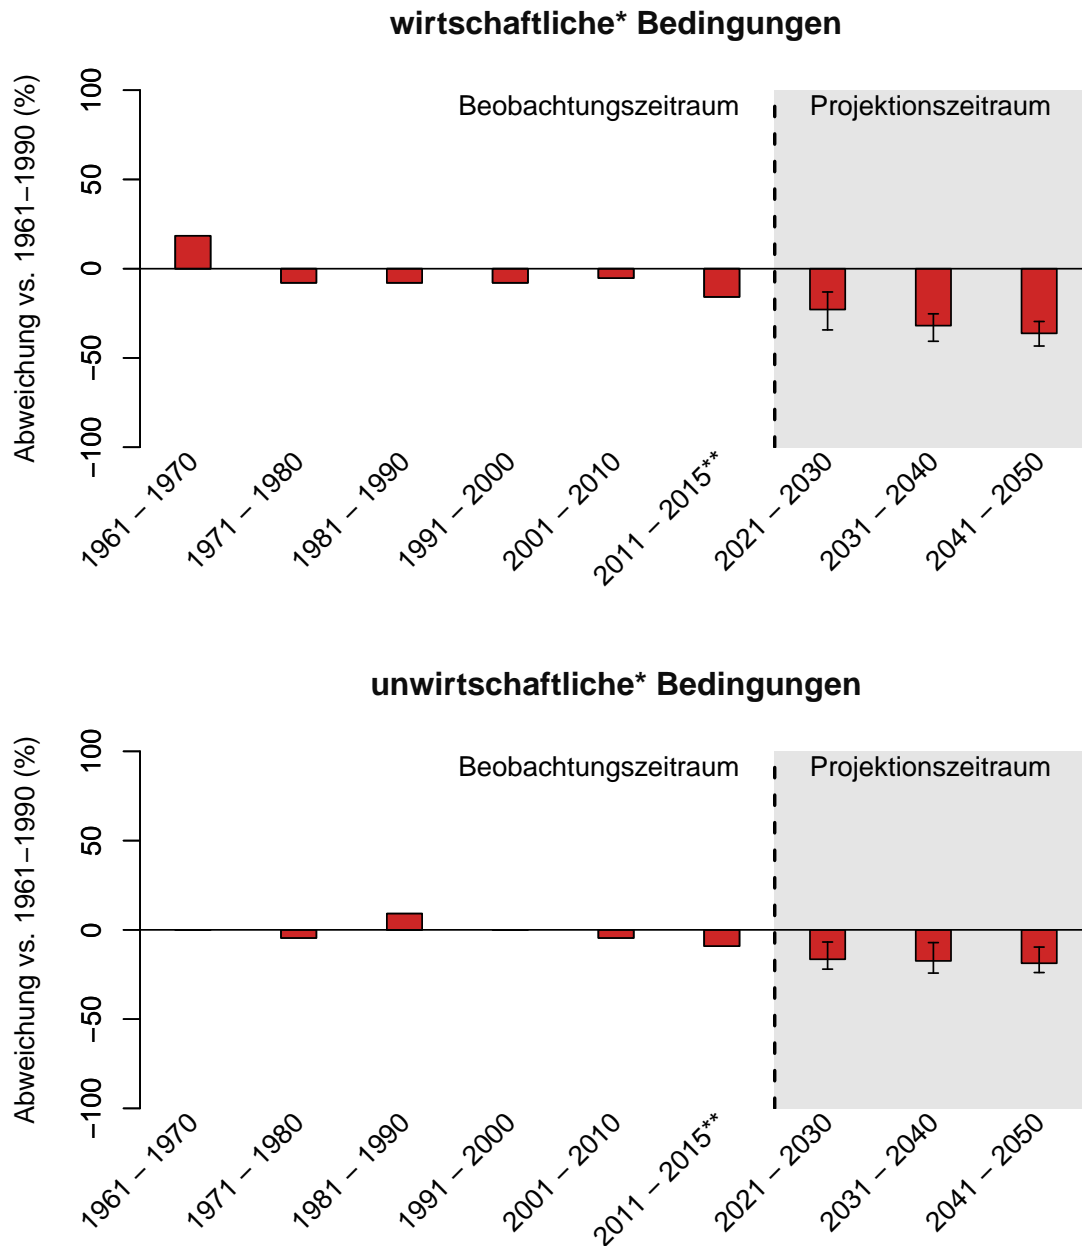 wirtschaftliche* Bedingungen
Abweichung vs. 1961–1990 (%)
100
50
0
−50
−100
Beobachtungszeitraum
Projektionszeitraum
1961 – 1970
1971 – 1980
1981 – 1990
1991 – 2000
2001 – 2010
2011 – 2015**
2021 – 2030
2031 – 2040
2041 – 2050
unwirtschaftliche* Bedingungen
Abweichung vs. 1961–1990 (%)
100
50
0
−50
−100
Beobachtungszeitraum
Projektionszeitraum
1961 – 1970
1971 – 1980
1981 – 1990
1991 – 2000
2001 – 2010
2011 – 2015**
2021 – 2030
2031 – 2040
2041 – 2050